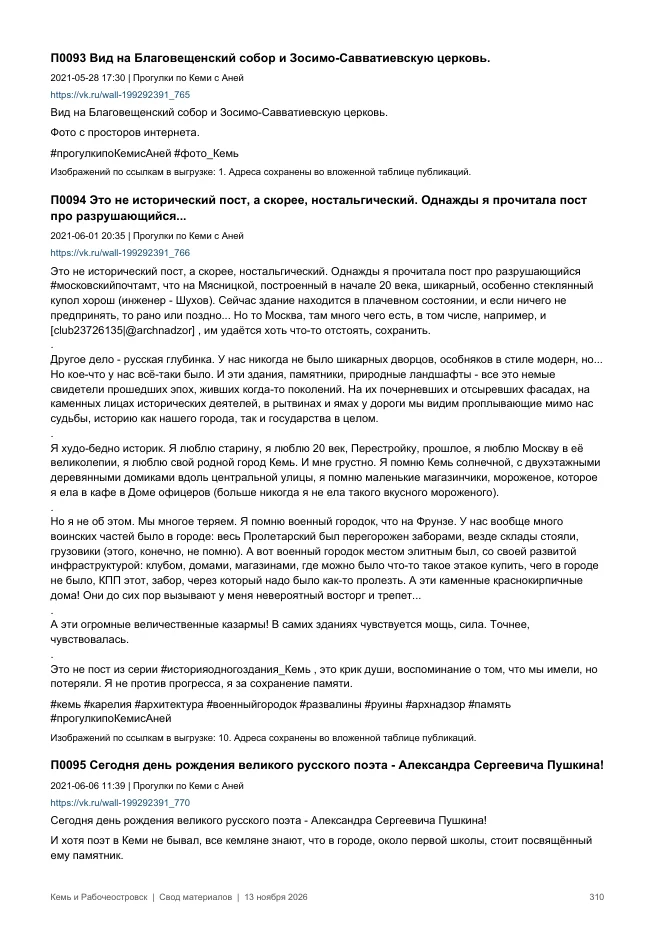 П0093 Вид на Благовещенский собор и Зосимо-Савватиевскую церковь.
2021-05-28 17:30 | Прогулки по Кеми с Аней
https://vk.ru/wall-199292391_765
Вид на Благовещенский собор и Зосимо-Савватиевскую церковь.
Фото с просторов интернета.
#прогулкипоКемисАней #фото_Кемь
Изображений по ссылкам в выгрузке: 1. Адреса сохранены во вложенной таблице публикаций.
П0094 Это не исторический пост, а скорее, ностальгический. Однажды я прочитала пост
про разрушающийся...
2021-06-01 20:35 | Прогулки по Кеми с Аней
https://vk.ru/wall-199292391_766
Это не исторический пост, а скорее, ностальгический. Однажды я прочитала пост про разрушающийся
#московскийпочтамт, что на Мясницкой, построенный в начале 20 века, шикарный, особенно стеклянный
купол хорош (инженер - Шухов). Сейчас здание находится в плачевном состоянии, и если ничего не
предпринять, то рано или поздно... Но то Москва, там много чего есть, в том числе, например, и
[club23726135|@archnadzor] , им удаётся хоть что-то отстоять, сохранить.
.
Другое дело - русская глубинка. У нас никогда не было шикарных дворцов, особняков в стиле модерн, но...
Но кое-что у нас всё-таки было. И эти здания, памятники, природные ландшафты - все это немые
свидетели прошедших эпох, живших когда-то поколений. На их почерневших и отсыревших фасадах, на
каменных лицах исторических деятелей, в рытвинах и ямах у дороги мы видим проплывающие мимо нас
судьбы, историю как нашего города, так и государства в целом.
.
Я худо-бедно историк. Я люблю старину, я люблю 20 век, Перестройку, прошлое, я люблю Москву в её
великолепии, я люблю свой родной город Кемь. И мне грустно. Я помню Кемь солнечной, с двухэтажными
деревянными домиками вдоль центральной улицы, я помню маленькие магазинчики, мороженое, которое
я ела в кафе в Доме офицеров (больше никогда я не ела такого вкусного мороженого).
.
Но я не об этом. Мы многое теряем. Я помню военный городок, что на Фрунзе. У нас вообще много
воинских частей было в городе: весь Пролетарский был перегорожен заборами, везде склады стояли,
грузовики (этого, конечно, не помню). А вот военный городок местом элитным был, со своей развитой
инфраструктурой: клубом, домами, магазинами, где можно было что-то такое этакое купить, чего в городе
не было, КПП этот, забор, через который надо было как-то пролезть. А эти каменные краснокирпичные
дома! Они до сих пор вызывают у меня невероятный восторг и трепет...
.
А эти огромные величественные казармы! В самих зданиях чувствуется мощь, сила. Точнее,
чувствовалась.
.
Это не пост из серии #историяодногоздания_Кемь , это крик души, воспоминание о том, что мы имели, но
потеряли. Я не против прогресса, я за сохранение памяти.
#кемь #карелия #архитектура #военныйгородок #развалины #руины #архнадзор #память
#прогулкипоКемисАней
Изображений по ссылкам в выгрузке: 10. Адреса сохранены во вложенной таблице публикаций.
П0095 Сегодня день рождения великого русского поэта - Александра Сергеевича Пушкина!
2021-06-06 11:39 | Прогулки по Кеми с Аней
https://vk.ru/wall-199292391_770
Сегодня день рождения великого русского поэта - Александра Сергеевича Пушкина!
И хотя поэт в Кеми не бывал, все кемляне знают, что в городе, около первой школы, стоит посвящённый
ему памятник.
Кемь и Рабочеостровск | Свод материалов | 13 ноября 2026
310